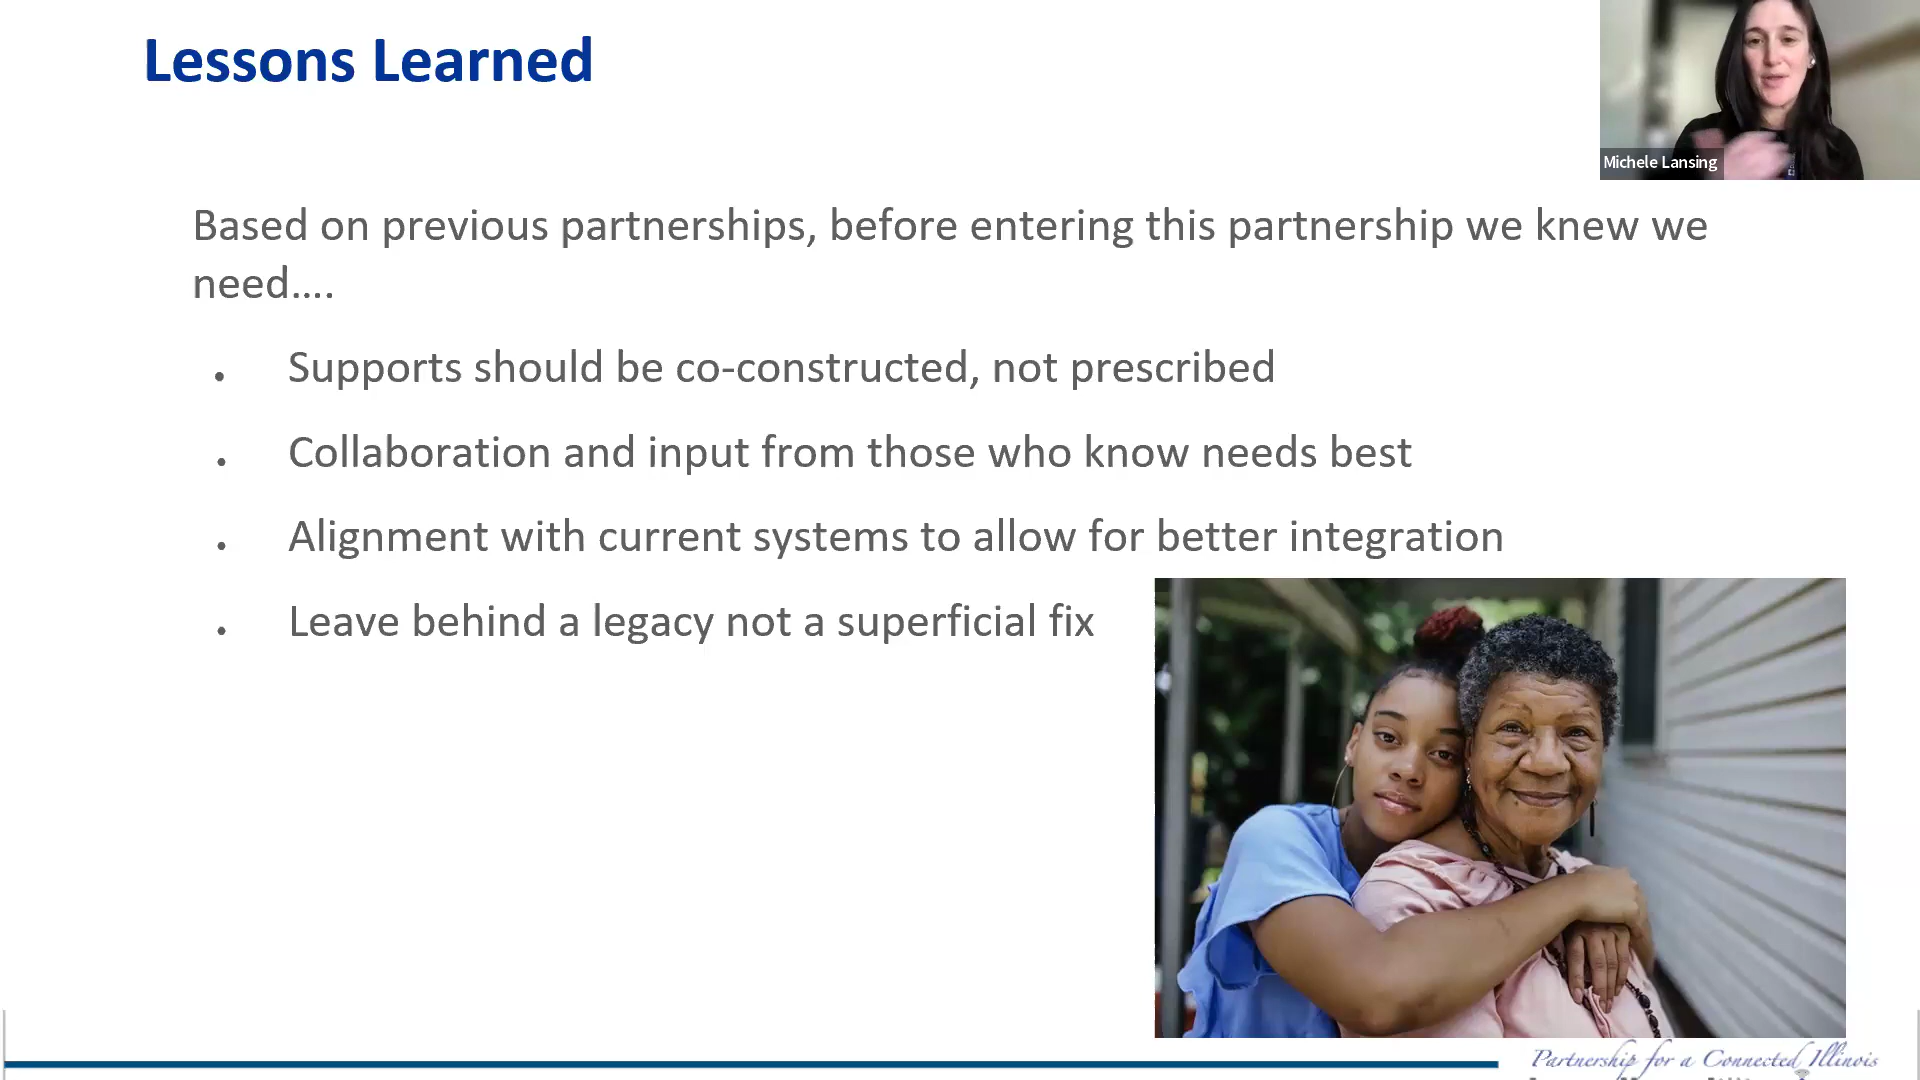 Lessons Learned
Michele Lansing
Based on previous partnerships, before entering this partnership we knew we
need....
• Supports should be co-constructed, not prescribed
• Collaboration and input from those who know needs best
• Alignment with current systems to allow for better integration
• Leave behind a legacy not a superficial fix
Partnership for a Connected Illinois